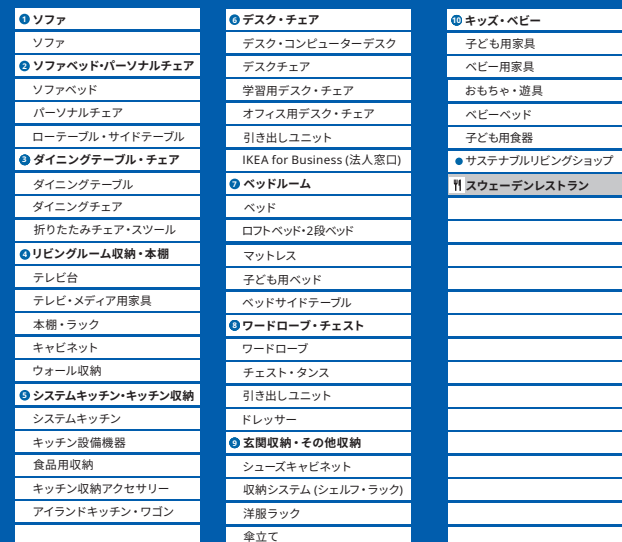 1 ソファ
ソファ
2 ソファベッド・パーソナルチェア
ソファベッド
パーソナルチェア
ローテーブル・サイドテーブル
3 ダイニングテーブル・チェア
ダイニングテーブル
ダイニングチェア
折りたたみチェア・スツール
4 リビングルーム収納・本棚
テレビ台
テレビ・メディア用家具
本棚・ラック
キャビネット
ウォール収納
5 システムキッチン・キッチン収納
システムキッチン
キッチン設備機器
食品用収納
キッチン収納アクセサリー
アイランドキッチン・ワゴン
6 デスク・チェア
デスク・コンピューターデスク
デスクチェア
学習用デスク・チェア
オフィス用デスク・チェア
引き出しユニット
IKEA for Business (法人窓口)
7 ベッドルーム
ベッド
ロフトベッド・2段ベッド
マットレス
子ども用ベッド
ベッドサイドテーブル
8 ワードローブ・チェスト
ワードローブ
チェスト・タンス
引き出しユニット
ドレッサー
9 玄関収納・その他収納
シューズキャビネット
収納システム (シェルフ・ラック)
洋服ラック
傘立て
10 キッズ・ベビー
子ども用家具
ベビー用家具
おもちゃ・遊具
ベビーベッド
子ども用食器
● サステナブルリビングショップ
スウェーデンレストラン